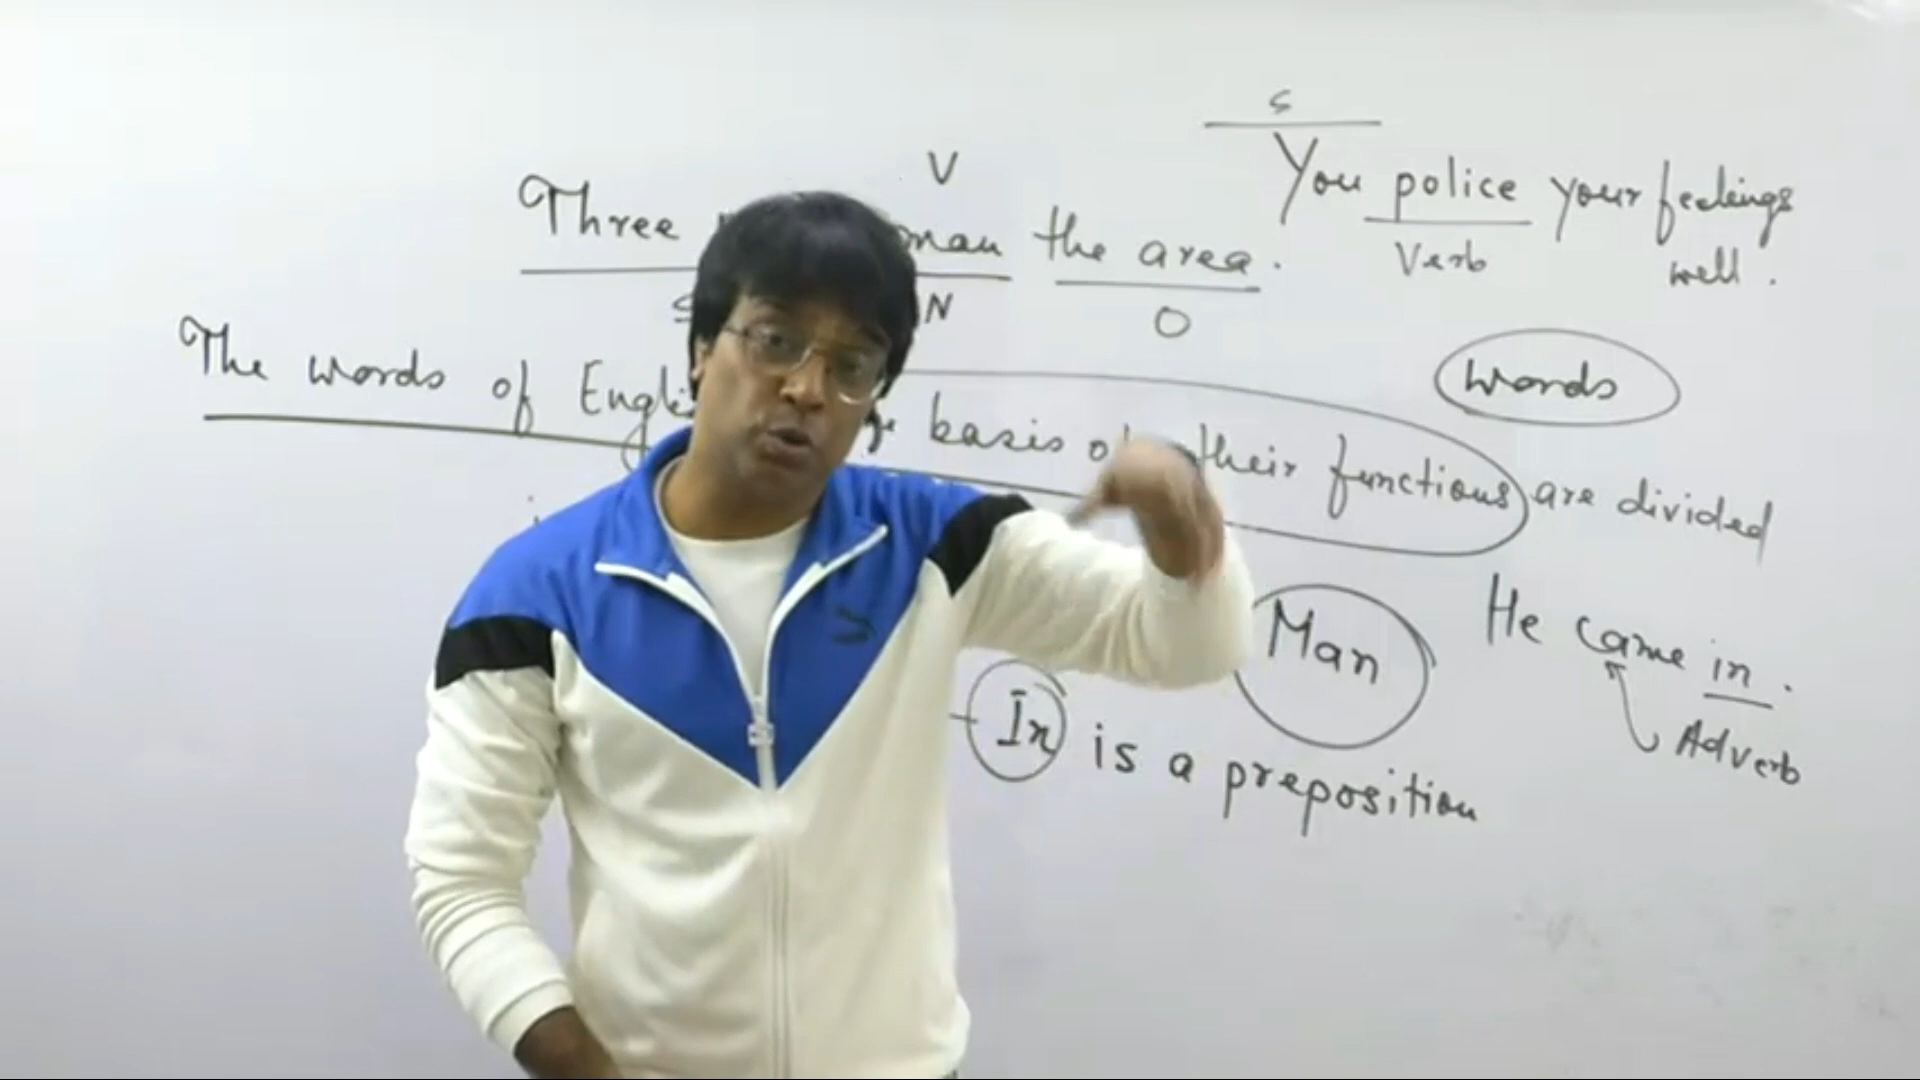 S
V
You police your feelings
Three man the area.
Verb
well.
S N O
The words of Engli
words
basis of their functions are divided
Man
He came in.
In is a preposition
Adverb